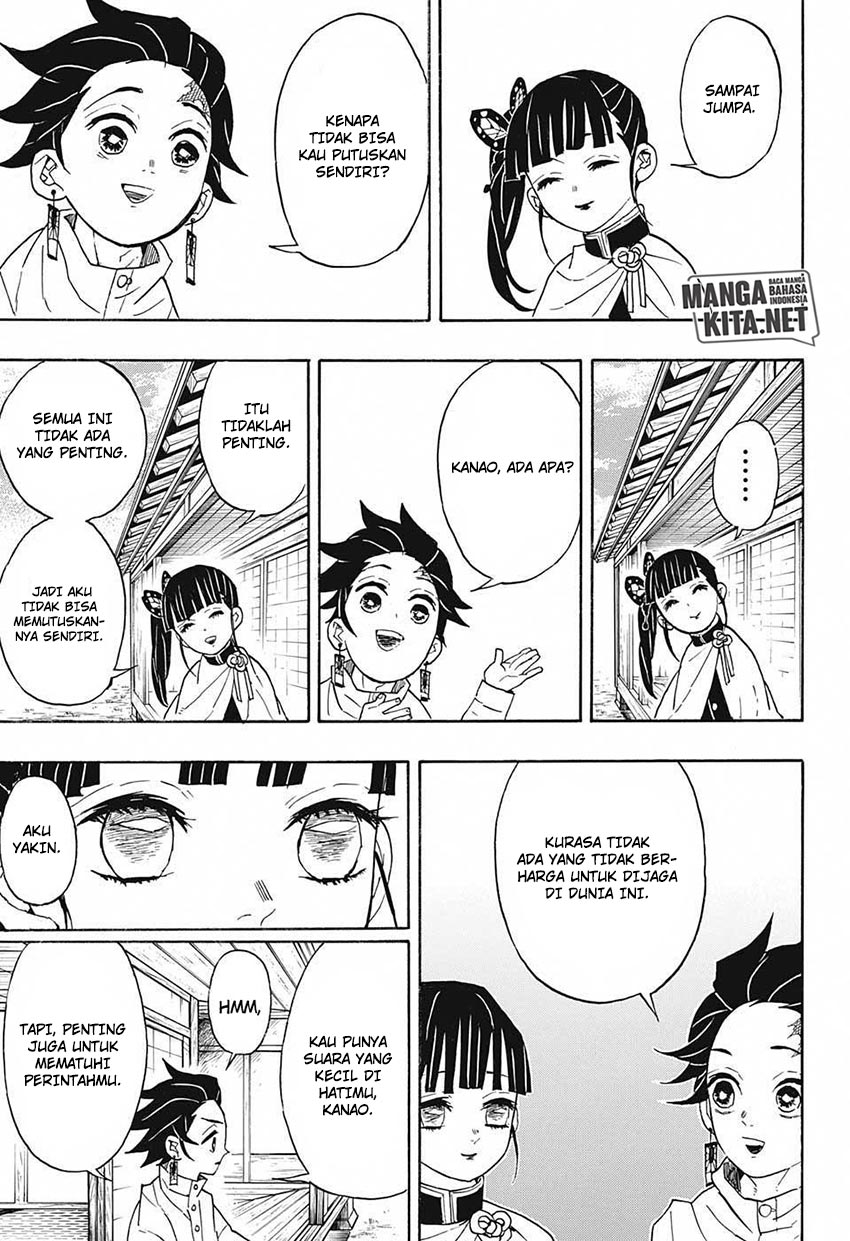 SAMPAI
JUMPA.
KENAPA
TIDAK BISA
KAU PUTUSKAN
SENDIRI?
MANGA
KITA.NET
BACA MANGA
BAHASA
INDONESIA
......
KANAO, ADA APA?
ITU
TIDAKLAH
PENTING.
SEMUA INI
TIDAK ADA
YANG PENTING.
JADI AKU
TIDAK BISA
MEMUTUSKAN-
NYA SENDIRI.
KURASA TIDAK
ADA YANG TIDAK BER-
HARGA UNTUK DIJAGA
DI DUNIA INI.
AKU
YAKIN.
KAU PUNYA
SUARA YANG
KECIL DI
HATIMU,
KANAO.
HMM,
TAPI, PENTING
JUGA UNTUK
MEMATUHI
PERINTAHMU.